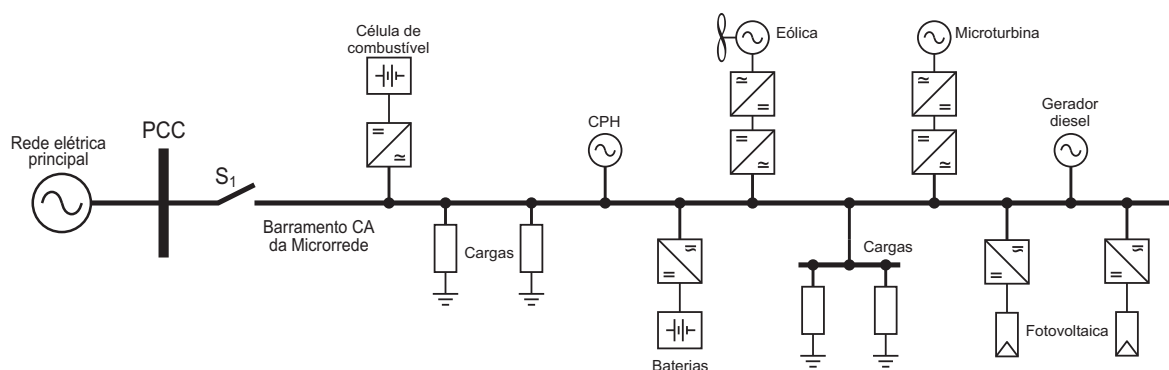 Rede elétrica
principal
PCC
S1
Barramento CA
da Microrrede
Célula de
combustível
Cargas
CPH
Baterias
Eólica
Cargas
Microturbina
Gerador
diesel
Fotovoltaica